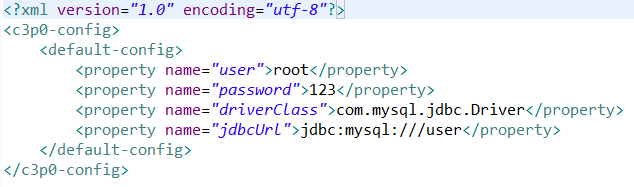 <?xml version="1.0" encoding="utf-8"?>
<c3p0-config>
    <default-config>
        <property name="user">root</property>
        <property name="password">123</property>
        <property name="driverClass">com.mysql.jdbc.Driver</property>
        <property name="jdbcUrl">jdbc:mysql:///user</property>
    </default-config>
</c3p0-config>